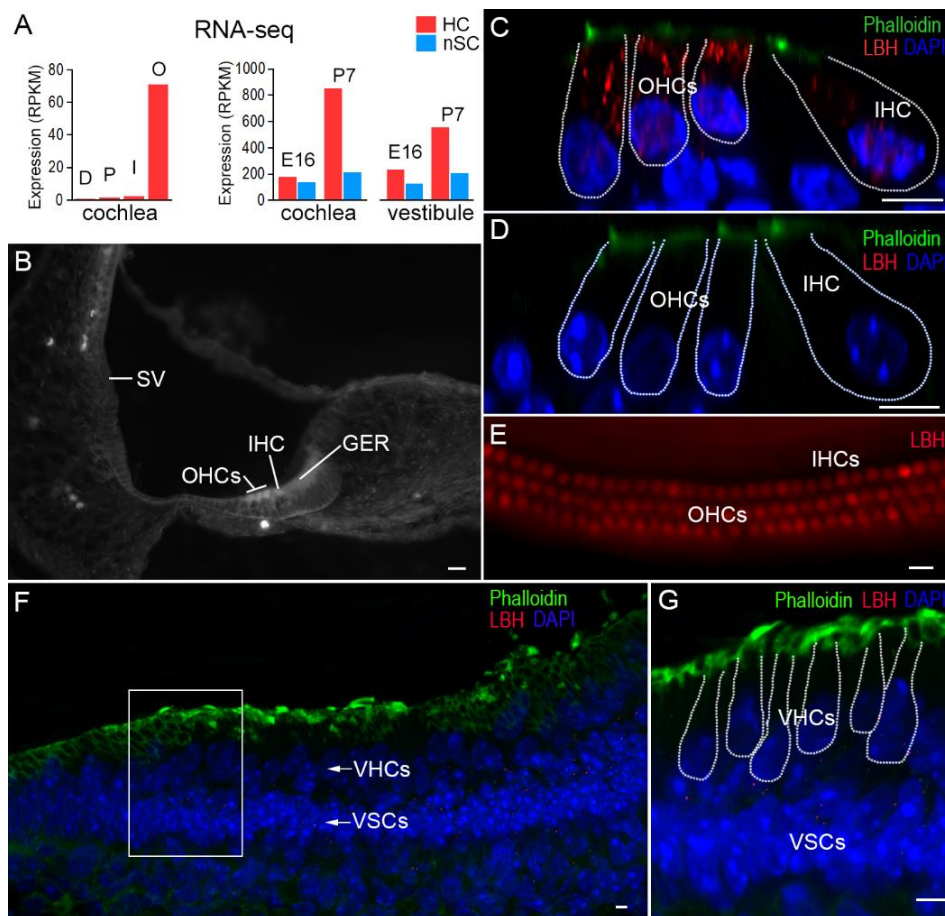 A
RNA-seq
HC
nSC
Expression (RPKM)
80
60
40
20
0
D
P
I
O
cochlea
Expression (RPKM)
1000
800
600
400
200
0
E16
P7
E16
P7
cochlea
vestibule
B
SV
IHC
OHCs
GER
C
Phalloidin
LBH DAPI
OHCs
IHC
D
Phalloidin
LBH DAPI
OHCs
IHC
E
LBH
IHCs
OHCs
F
Phalloidin
LBH DAPI
VHCs
VSCs
G
Phalloidin LBH DAPI
VHCs
VSCs